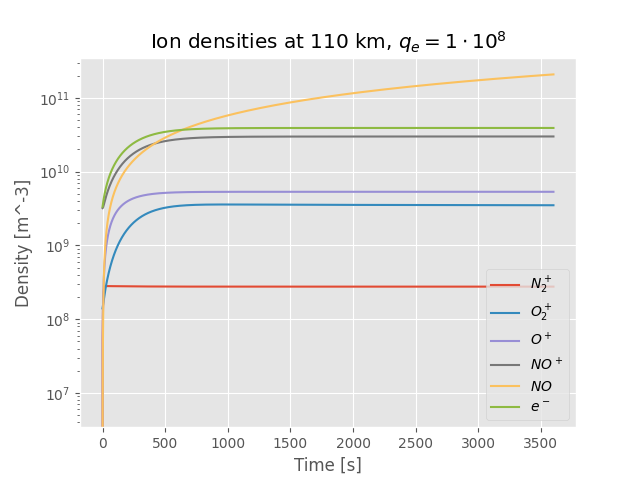 Ion densities at 110 km, $q_e = 1 \cdot 10^8$
Density [m^-3]
10^{11}
10^{10}
10^9
10^8
10^7
N_2^+
O_2^+
O^+
NO^+
NO
e^-
0 500 1000 1500 2000 2500 3000 3500
Time [s]